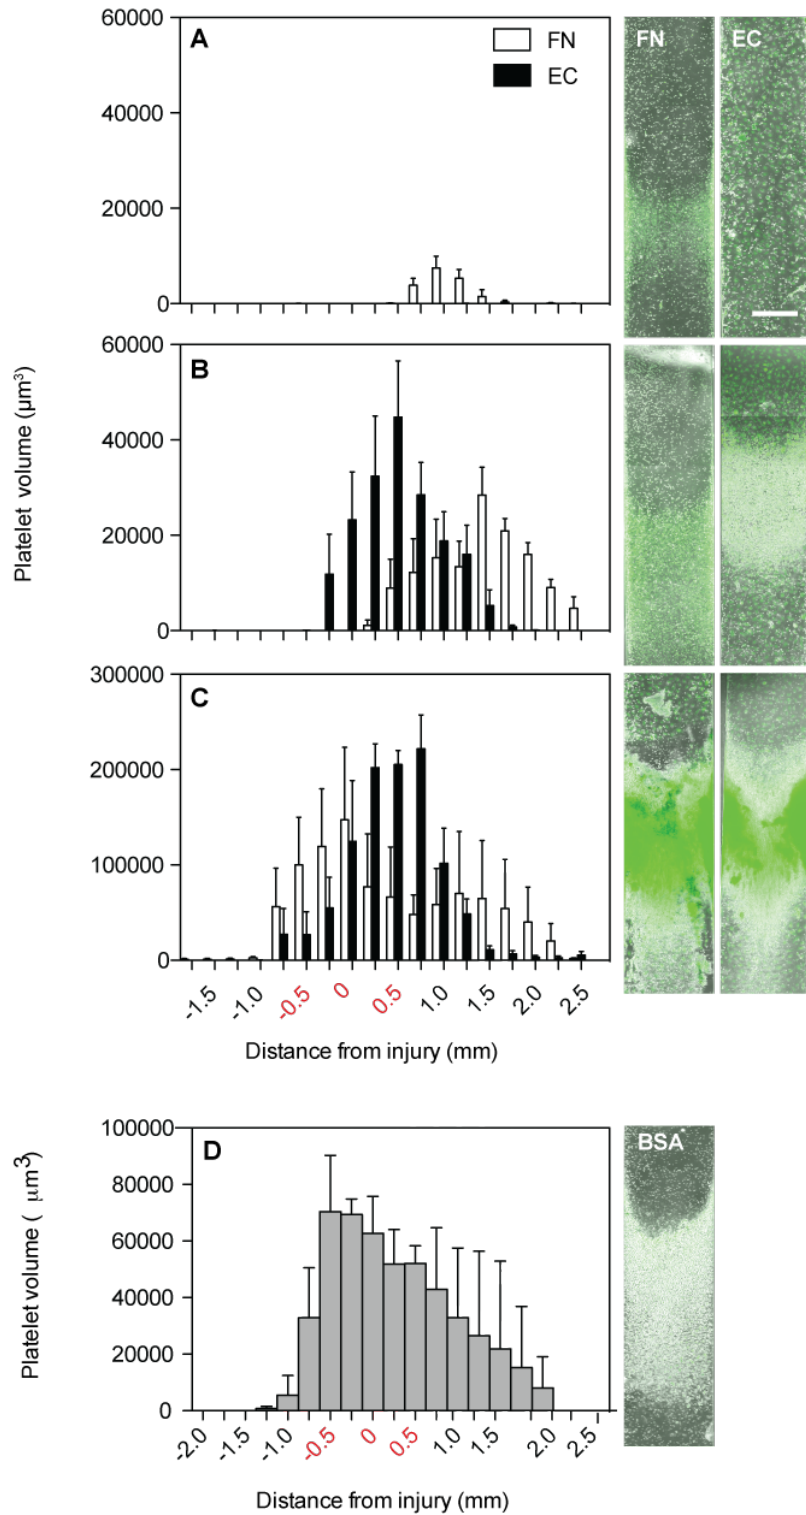 60000
A
FN
EC
FN
EC
40000
20000
0
60000
B
40000
20000
0
Platelet volume (µm³)
300000
C
200000
100000
0
-1.5
-1.0
-0.5
0
0.5
1.0
1.5
2.0
2.5
Distance from injury (mm)
100000
D
BSA
80000
60000
40000
20000
0
Platelet volume ( µm3)
-2.0
-1.5
-1.0
-0.5
0
0.5
1.0
1.5
2.0
2.5
Distance from injury (mm)